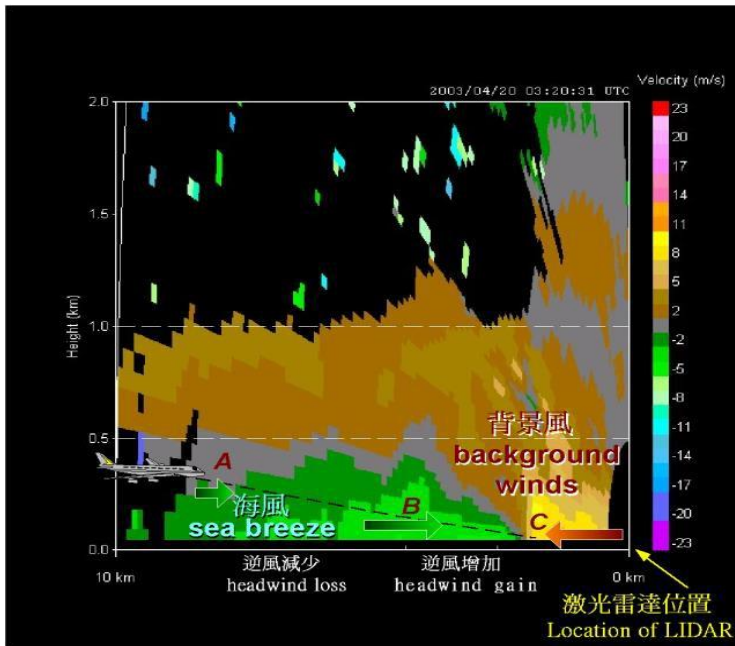 Velocity (m/s)
2003/04/20 03:20:31 UTC
2.0
1.5
1.0
0.5
0.0
Height (km)
23
20
17
14
11
8
5
2
-2
-5
-8
-11
-14
-17
-20
-23
背景風
background
winds
A
海風
sea breeze
B
C
10 km
逆風減少
headwind loss
逆風增加
headwind gain
0 km
激光雷達位置
Location of LIDAR